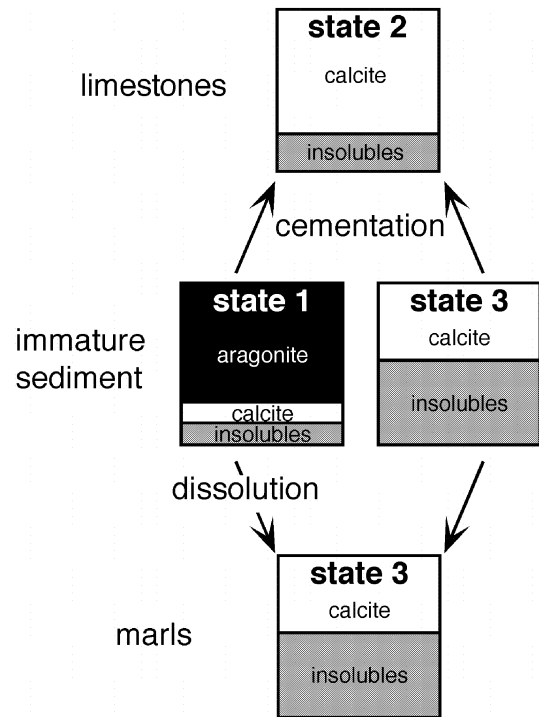 state 2
limestones
calcite
insolubles
cementation
state 1
state 3
immature
sediment
aragonite
calcite
calcite
insolubles
insolubles
dissolution
state 3
marls
calcite
insolubles